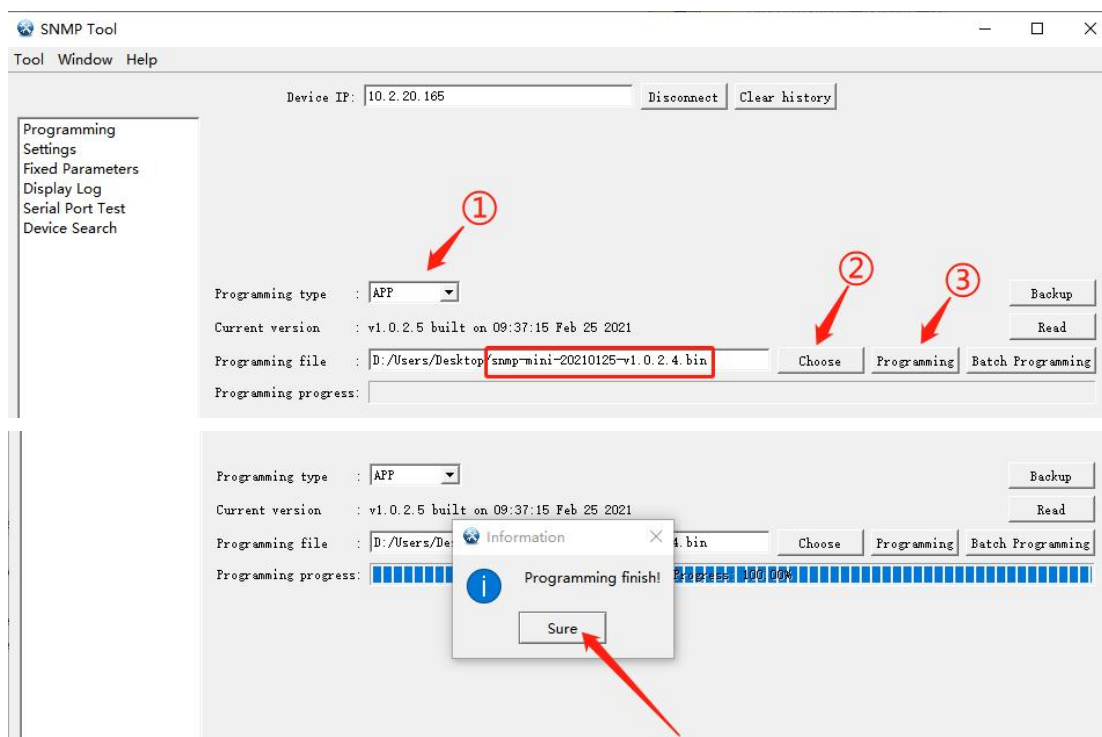 SNMP Tool
Tool Window Help
Device IP: 10.2.20.165 Disconnect Clear history
Programming
Settings
Fixed Parameters
Display Log
Serial Port Test
Device Search
①
②
③
Programming type : APP Backup
Current version : v1.0.2.5 built on 09:37:15 Feb 25 2021 Read
Programming file : D:/Users/Desktop/snmp-mini-20210125-v1.0.2.4.bin Choose Programming Batch Programming
Programming progress:
Programming type : APP Backup
Current version : v1.0.2.5 built on 09:37:15 Feb 25 2021 Read
Programming file : D:/Users/De 4.bin Choose Programming Batch Programming
Programming progress: Progress: 100.00%
Information
Programming finish!
Sure